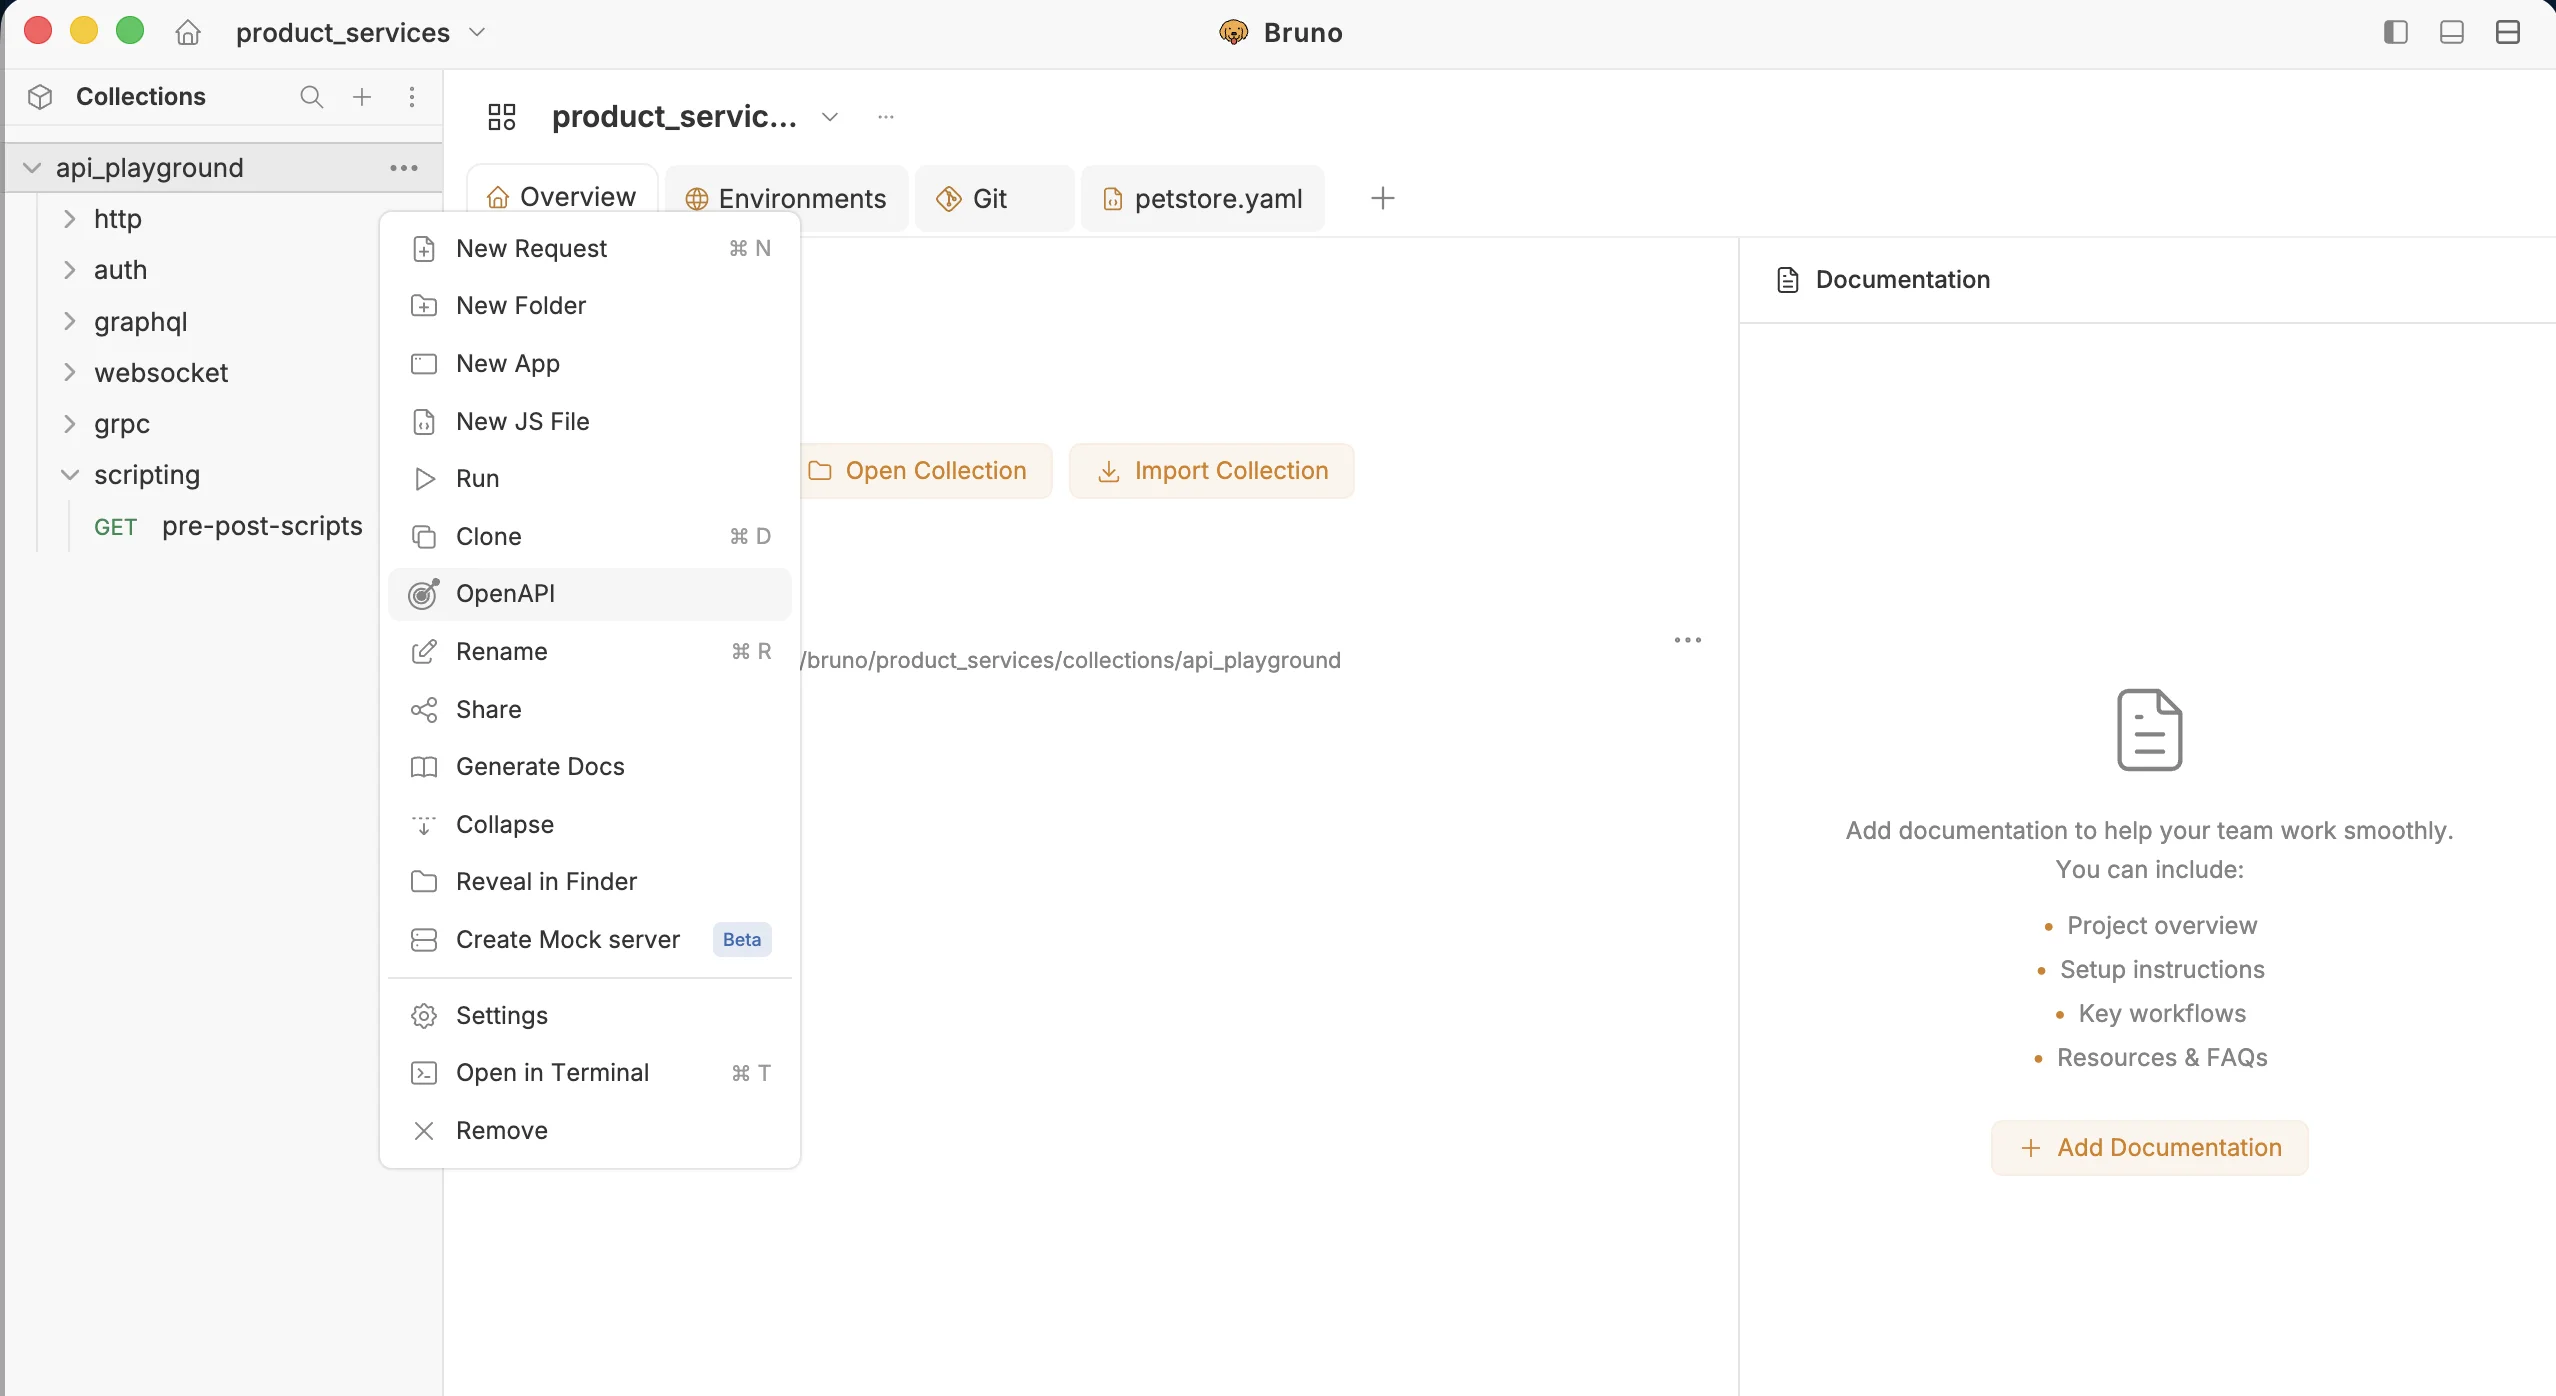 product_services
Bruno
Collections
api_playground
http
auth
graphql
websocket
grpc
scripting
GET pre-post-scripts
product_servic...
Overview
Environments
Git
petstore.yaml
New Request ⌘ N
New Folder
New App
New JS File
Run
Clone ⌘ D
OpenAPI
Rename ⌘ R
Share
Generate Docs
Collapse
Reveal in Finder
Create Mock server Beta
Settings
Open in Terminal ⌘ T
Remove
Open Collection
Import Collection
/bruno/product_services/collections/api_playground
Documentation
Add documentation to help your team work smoothly.
You can include:
• Project overview
• Setup instructions
• Key workflows
• Resources & FAQs
+ Add Documentation